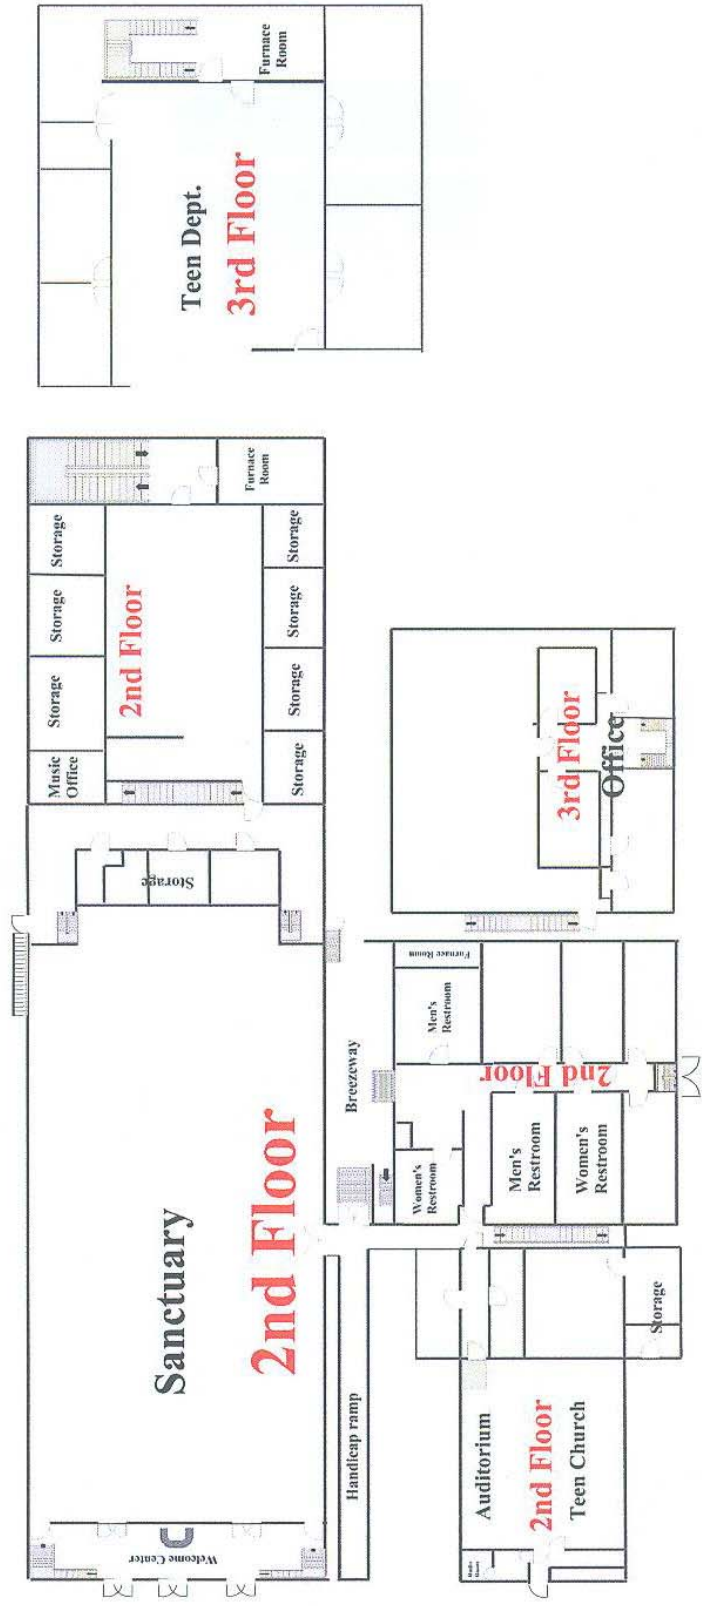 Furnace
Room
Teen Dept.
3rd Floor
Storage
Storage
Storage
Music
Office
2nd Floor
Furnace
Room
Storage
Storage
Storage
Storage
Storage
Sanctuary
2nd Floor
Welcome Center
Breezeway
Handicap ramp
3rd Floor
Office
Furnace Room
Men's
Restroom
2nd Floor
Women's
Restroom
Men's
Restroom
Women's
Restroom
Storage
Auditorium
2nd Floor
Teen Church